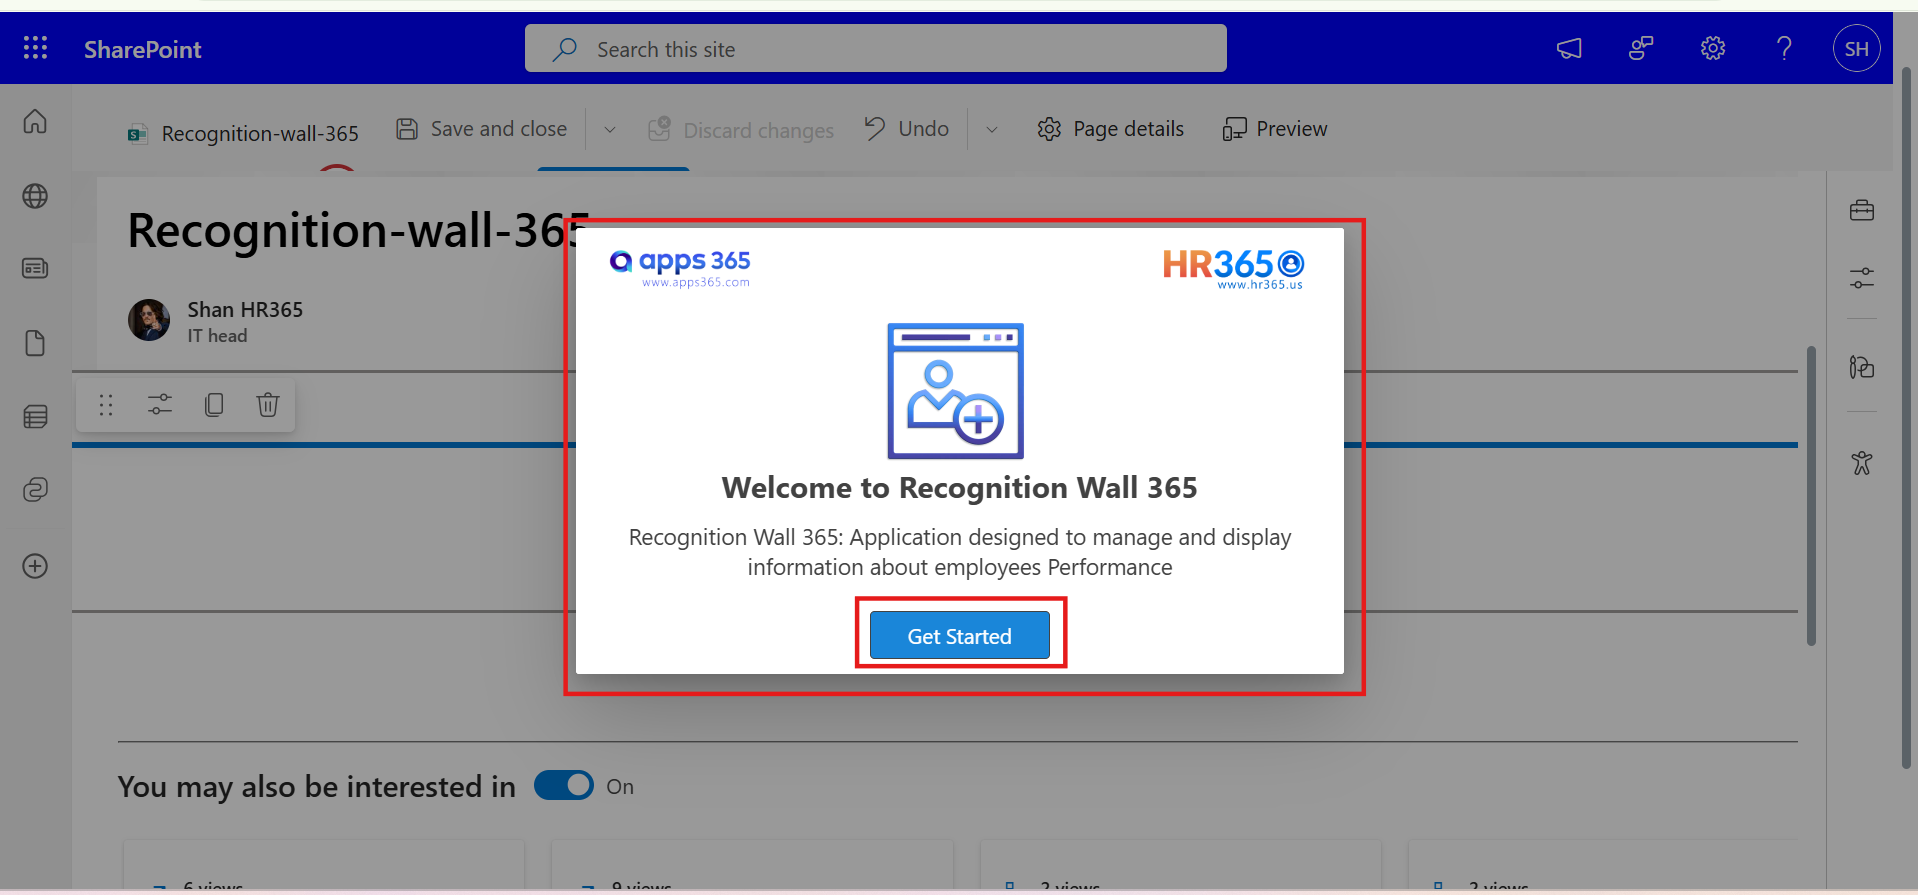 SharePoint
Search this site
SH
Recognition-wall-365
Save and close
Discard changes
Undo
Page details
Preview
Recognition-wall-365
Shan HR365
IT head
apps 365
www.apps365.com
HR365
www.hr365.us
Welcome to Recognition Wall 365
Recognition Wall 365: Application designed to manage and display
information about employees Performance
Get Started
You may also be interested in
On
6 views
9 views
2 views
2 views